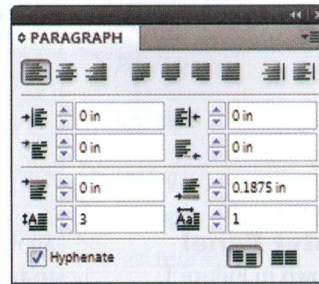 PARAGRAPH
0 in 0 in
0 in 0 in
0 in 0.1875 in
3 1
Hyphenate